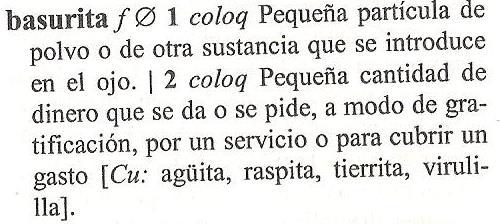 basurita f Ø 1 coloq Pequeña partícula de
polvo o de otra sustancia que se introduce
en el ojo. | 2 coloq Pequeña cantidad de
dinero que se da o se pide, a modo de gra-
tificación, por un servicio o para cubrir un
gasto [Cu: agüita, raspita, tierrita, viruli-
lla].